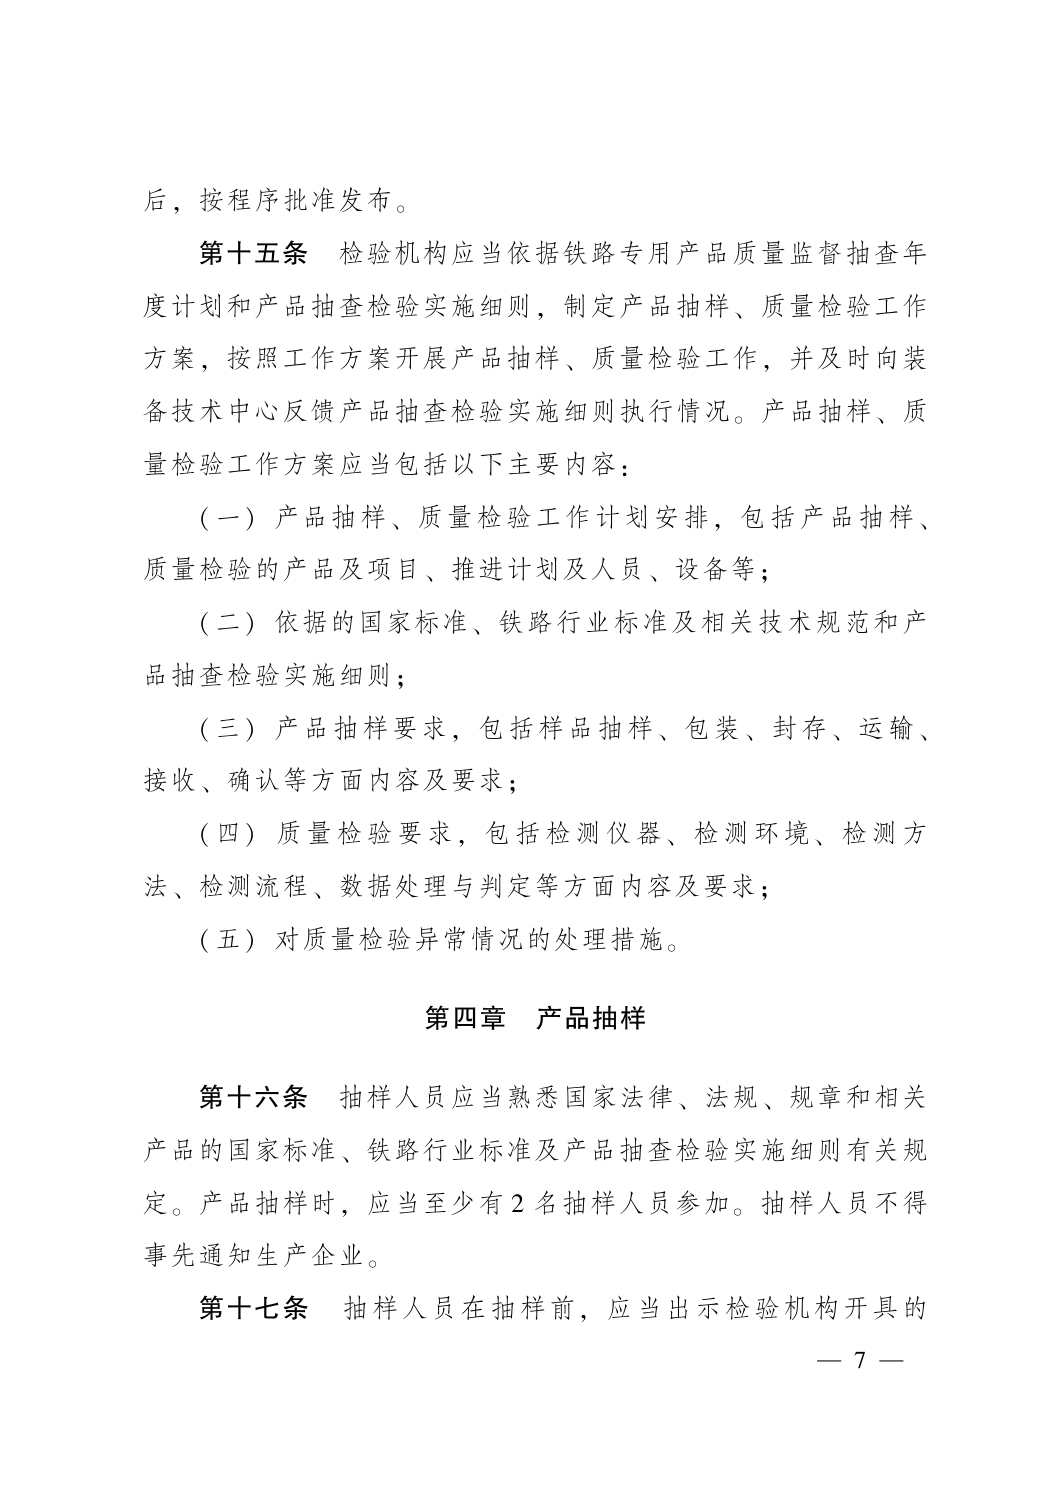 后，按程序批准发布。
第十五条　检验机构应当依据铁路专用产品质量监督抽查年
度计划和产品抽查检验实施细则，制定产品抽样、质量检验工作
方案，按照工作方案开展产品抽样、质量检验工作，并及时向装
备技术中心反馈产品抽查检验实施细则执行情况。产品抽样、质
量检验工作方案应当包括以下主要内容：
（一）产品抽样、质量检验工作计划安排，包括产品抽样、
质量检验的产品及项目、推进计划及人员、设备等；
（二）依据的国家标准、铁路行业标准及相关技术规范和产
品抽查检验实施细则；
（三）产品抽样要求，包括样品抽样、包装、封存、运输、
接收、确认等方面内容及要求；
（四）质量检验要求，包括检测仪器、检测环境、检测方
法、检测流程、数据处理与判定等方面内容及要求；
（五）对质量检验异常情况的处理措施。
第四章　产品抽样
第十六条　抽样人员应当熟悉国家法律、法规、规章和相关
产品的国家标准、铁路行业标准及产品抽查检验实施细则有关规
定。产品抽样时，应当至少有 2 名抽样人员参加。抽样人员不得
事先通知生产企业。
第十七条　抽样人员在抽样前，应当出示检验机构开具的
— 7 —